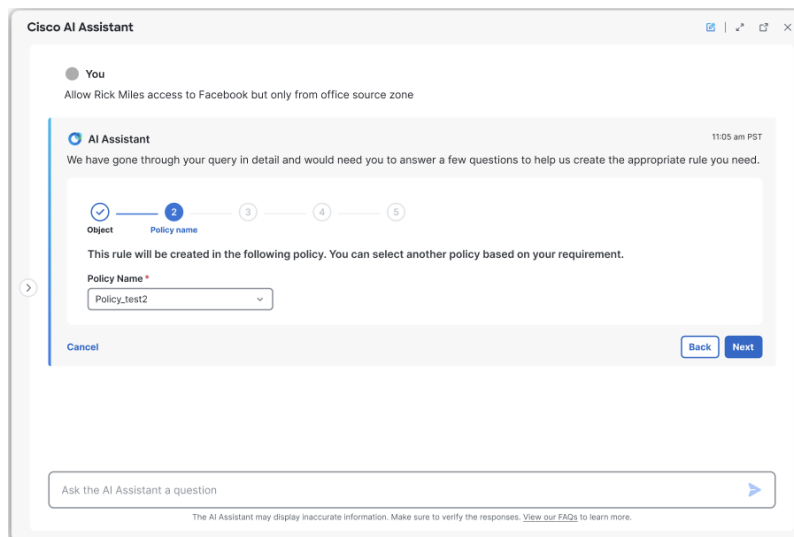 Cisco AI Assistant
You
Allow Rick Miles access to Facebook but only from office source zone
AI Assistant
11:05 am PST
We have gone through your query in detail and would need you to answer a few questions to help us create the appropriate rule you need.
2
3
4
5
Object
Policy name
This rule will be created in the following policy. You can select another policy based on your requirement.
Policy Name *
Policy_test2
Cancel
Back
Next
Ask the AI Assistant a question
The AI Assistant may display inaccurate information. Make sure to verify the responses. View our FAQs to learn more.